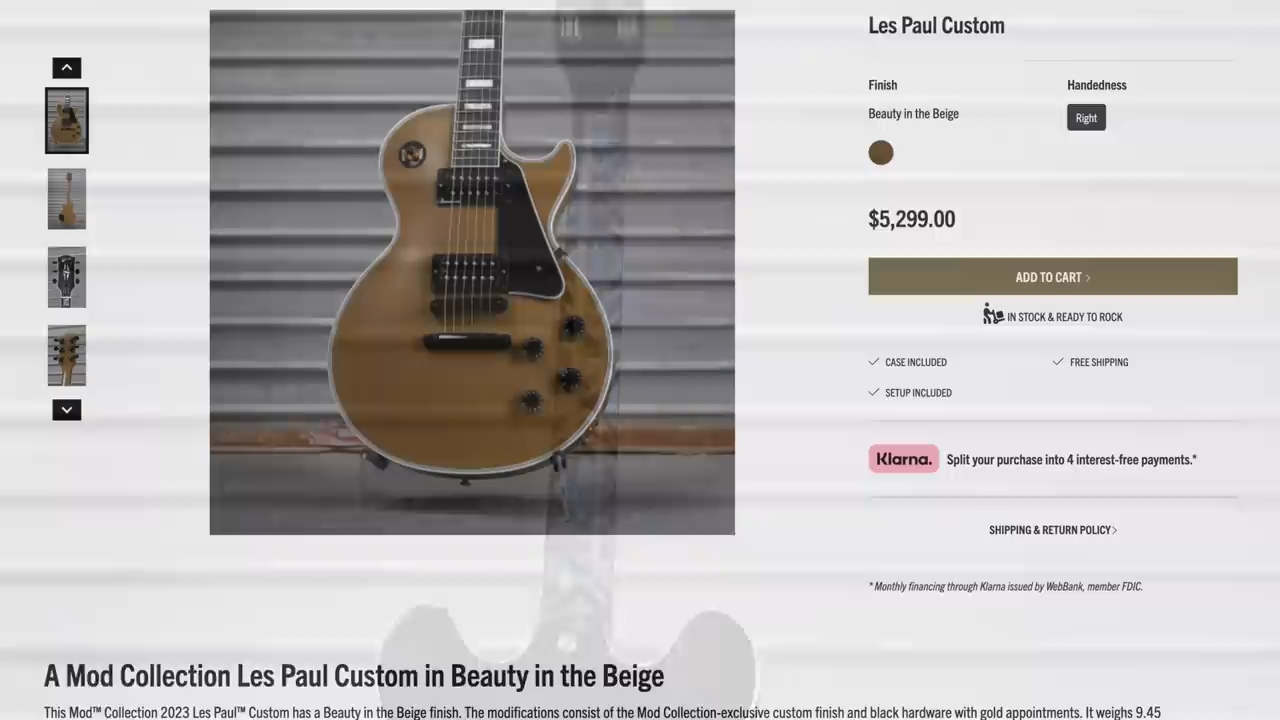 Les Paul Custom
Finish
Handedness
Beauty in the Beige
Right
$5,299.00
ADD TO CART >
IN STOCK & READY TO ROCK
CASE INCLUDED
FREE SHIPPING
SETUP INCLUDED
Klarna. Split your purchase into 4 interest-free payments.*
SHIPPING & RETURN POLICY >
* Monthly financing through Klarna issued by WebBank, member FDIC.
A Mod Collection Les Paul Custom in Beauty in the Beige
This Mod™ Collection 2023 Les Paul™ Custom has a Beauty in the Beige finish. The modifications consist of the Mod Collection-exclusive custom finish and black hardware with gold appointments. It weighs 9.45